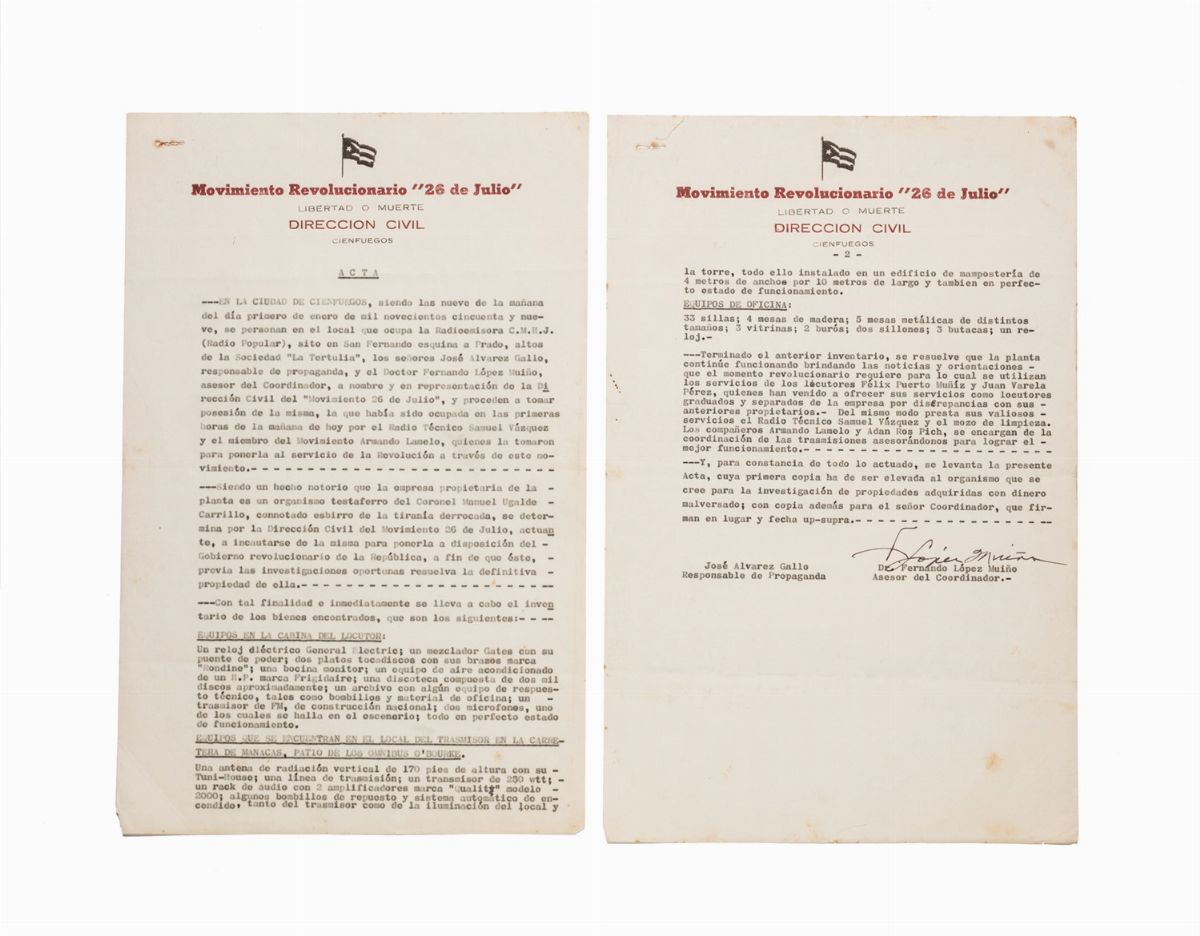 Movimiento Revolucionario "26 de Julio"
LIBERTAD O MUERTE
DIRECCION CIVIL
CIENFUEGOS
A C T A
---EN LA CIUDAD DE CIENFUEGOS, siendo las nueve de la mañana
del día primero de enero de mil novecientos cincuenta y nue-
ve, se personan en el local que ocupa la Radioemisora C.M.H.J.
(Radio Popular), sito en San Fernando esquina a Prado, altos
de la Sociedad "La Tertulia", los señores José Alvarez Gallo,
responsable de propaganda, y el Doctor Fernando López Muiño,
asesor del Coordinador, a nombre y en representación de la Di
rección Civil del "Movimiento 26 de Julio", y proceden a tomar
posesión de la misma, la que había sido ocupada en las primeras
horas de la mañana de hoy por el Radio Técnico Samuel Vázquez
y el miembro del Movimiento Armando Lamelo, quienes la tomaron
para ponerla al servicio de la Revolución a través de este mo-
vimiento.- - - - - - - - - - - - - - - - - - - - - - - - - - -
---Siendo un hecho notorio que la empresa propietaria de la -
planta es un organismo testaferro del Coronel Manuel Ugalde -
Carrillo, connotado esbirro de la tiranía derrocada, se deter-
mina por la Dirección Civil del Movimiento 26 de Julio, actuan
te, a incautarse de la misma para ponerla a disposición del -
Gobierno revolucionario de la República, a fin de que éste, -
previa las investigaciones oportunas resuelva la definitiva -
propiedad de ella.- - - - - - - - - - - - - - - - - - - - - -
---Con tal finalidad e inmediatamente se lleva a cabo el inven
tario de los bienes encontrados, que son los siguientes:- - --
EQUIPOS EN LA CABINA DEL LOCUTOR:
Un reloj dléctrico General Electric; un mezclador Gates con su
puente de poder; dos platos tocadiscos con sus brazos marca
"Rondine"; una bocina monitor; un equipo de aire acondicionado
de un H.P. marca Frigidaire; una discoteca compuesta de dos mil
discos aproximadamente; un archivo con algún equipo de respues-
to técnico, tales como bombillos y material de oficina; un -
trasmisor de FM, de construcción nacional; dos microfones, uno
de los cuales se halla en el escenario; todo en perfecto estado
de funcionamiento.
EQUIPOS QUE SE ENCUENTRAN EN EL LOCAL DEL TRASMISOR EN LA CARRE-
TERA DE MANACAS, PATIO DE LOS OMNIBUS O'BOURKE.
Una antena de radiación vertical de 170 pies de altura con su -
Tuni-House; una línea de trasmisión; un transmisor de 250 wtt; -
un rack de audio con 2 amplificadores marca "Quality" modelo -
2000; algunos bombillos de repuesto y sistema automático de en-
cendido, tanto del trasmisor como de la iluminación del local y
Movimiento Revolucionario "26 de Julio"
LIBERTAD O MUERTE
DIRECCION CIVIL
CIENFUEGOS
- 2 -
la torre, todo ello instalado en un edificio de mampostería de
4 metros de anchos por 10 metros de largo y tambien en perfec-
to estado de funcionamiento.
EQUIPOS DE OFICINA:
33 sillas; 4 mesas de madera; 5 mesas metálicas de distintos
tamaños; 3 vitrinas; 2 burós; dos sillones; 3 butacas; un re-
loj.-
---Terminado el anterior inventario, se resuelve que la planta
continúe funcionando brindando las noticias y orientaciones -
que el momento revolucionario requiere para lo cual se utilizan
los servicios de los locutores Félix Puerto Muñíz y Juan Varela
Pérez, quienes han venido a ofrecer sus servicios como locutores
graduados y separados de la empresa por discrepancias con sus -
anteriores propietarios.- Del mismo modo presta sus valiosos -
servicios el Radio Técnico Samuel Vázquez y el mozo de limpieza.
Los compañeros Armando Lamelo y Adan Ros Pich, se encargan de la
coordinación de las trasmisiones asesorándonos para lograr el -
mejor funcionamiento.- - - - - - - - - - - - - - - - - - - - -
---Y, para constancia de todo lo actuado, se levanta la presente
Acta, cuya primera copia ha de ser elevada al organismo que se
cree para la investigación de propiedades adquiridas con dinero
malversado; con copia además para el señor Coordinador, que fir-
man en lugar y fecha up-supra.- - - - - - - - - - - - - - - - -
F López Muiño
José Alvarez Gallo
Responsable de Propaganda
Dr. Fernando López Muiño
Asesor del Coordinador.-